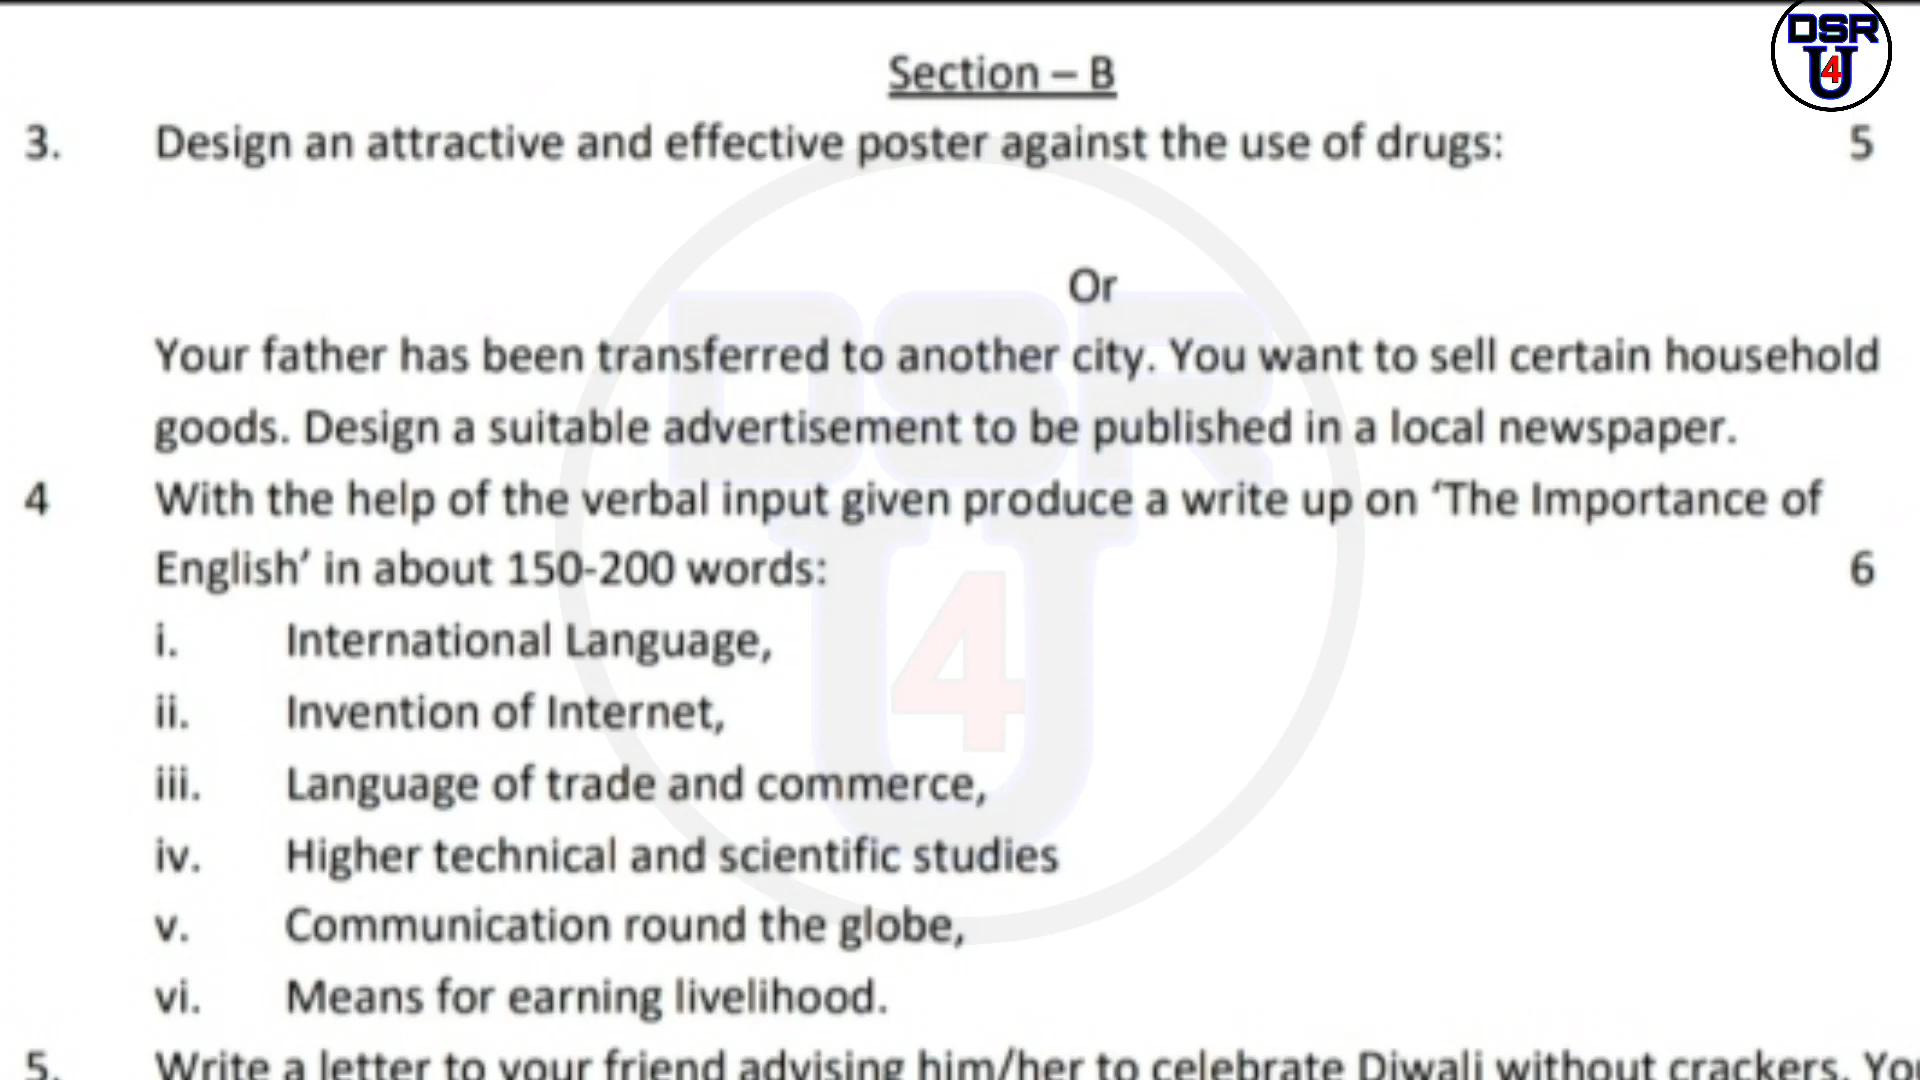 DSR
U
4
Section – B
3. Design an attractive and effective poster against the use of drugs: 5
Or
Your father has been transferred to another city. You want to sell certain household
goods. Design a suitable advertisement to be published in a local newspaper.
4 With the help of the verbal input given produce a write up on ‘The Importance of
English’ in about 150-200 words: 6
i. International Language,
ii. Invention of Internet,
iii. Language of trade and commerce,
iv. Higher technical and scientific studies
v. Communication round the globe,
vi. Means for earning livelihood.
5. Write a letter to your friend advising him/her to celebrate Diwali without crackers. You
DSR
U
4